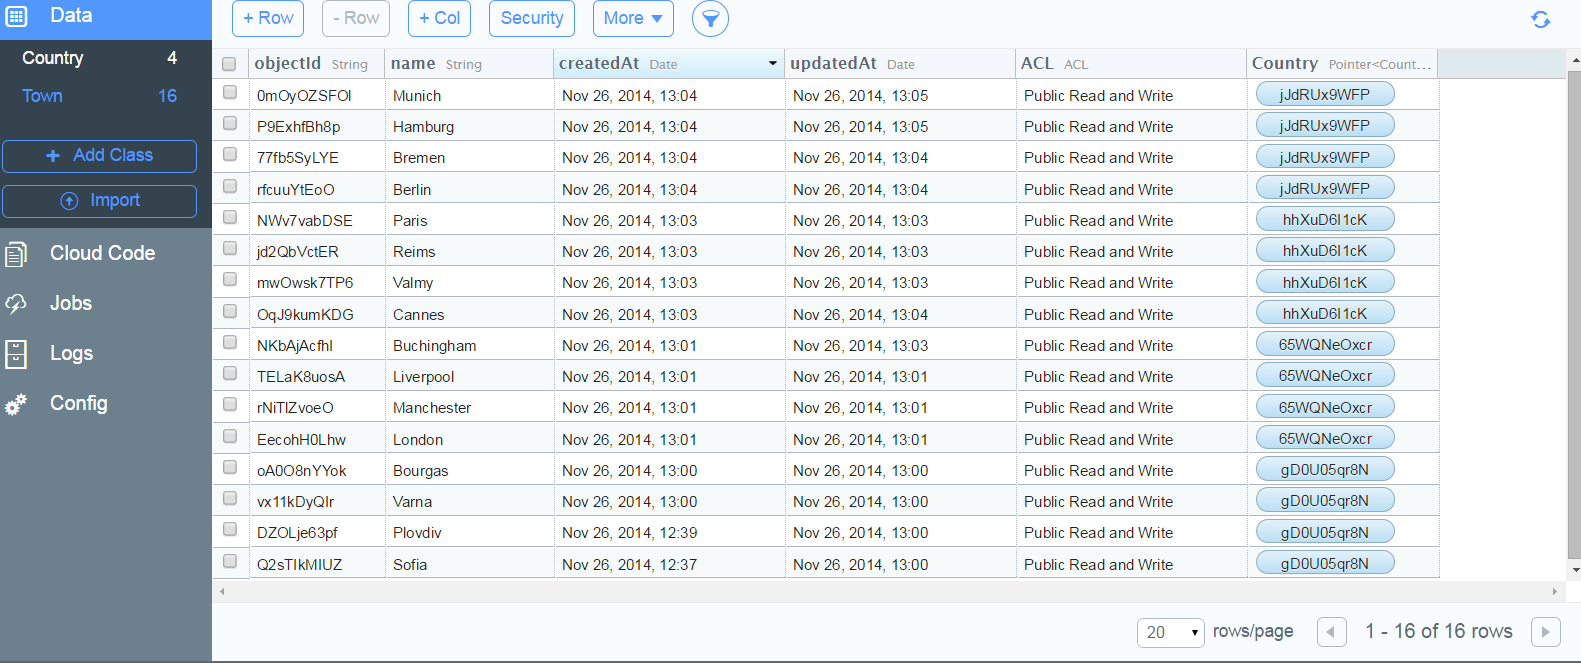 Data
Country 4
Town 16
+ Add Class
Import
Cloud Code
Jobs
Logs
Config
+ Row - Row + Col Security More
objectId String name String createdAt Date updatedAt Date ACL ACL Country Pointer<Count...
0mOyOZSFOl Munich Nov 26, 2014, 13:04 Nov 26, 2014, 13:05 Public Read and Write jJdRUx9WFP
P9ExhfBh8p Hamburg Nov 26, 2014, 13:04 Nov 26, 2014, 13:05 Public Read and Write jJdRUx9WFP
77fb5SyLYE Bremen Nov 26, 2014, 13:04 Nov 26, 2014, 13:04 Public Read and Write jJdRUx9WFP
rfcuuYtEoO Berlin Nov 26, 2014, 13:04 Nov 26, 2014, 13:04 Public Read and Write jJdRUx9WFP
NWv7vabDSE Paris Nov 26, 2014, 13:03 Nov 26, 2014, 13:03 Public Read and Write hhXuD6I1cK
jd2QbVctER Reims Nov 26, 2014, 13:03 Nov 26, 2014, 13:03 Public Read and Write hhXuD6I1cK
mwOwsk7TP6 Valmy Nov 26, 2014, 13:03 Nov 26, 2014, 13:03 Public Read and Write hhXuD6I1cK
OqJ9kumKDG Cannes Nov 26, 2014, 13:03 Nov 26, 2014, 13:04 Public Read and Write hhXuD6I1cK
NKbAjAcfhI Buchingham Nov 26, 2014, 13:01 Nov 26, 2014, 13:03 Public Read and Write 65WQNeOxcr
TELaK8uosA Liverpool Nov 26, 2014, 13:01 Nov 26, 2014, 13:01 Public Read and Write 65WQNeOxcr
rNiTlZvoeO Manchester Nov 26, 2014, 13:01 Nov 26, 2014, 13:01 Public Read and Write 65WQNeOxcr
EecohH0Lhw London Nov 26, 2014, 13:01 Nov 26, 2014, 13:01 Public Read and Write 65WQNeOxcr
oA0O8nYYok Bourgas Nov 26, 2014, 13:00 Nov 26, 2014, 13:00 Public Read and Write gD0U05qr8N
vx11kDyQIr Varna Nov 26, 2014, 13:00 Nov 26, 2014, 13:00 Public Read and Write gD0U05qr8N
DZOLje63pf Plovdiv Nov 26, 2014, 12:39 Nov 26, 2014, 13:00 Public Read and Write gD0U05qr8N
Q2sTIkMIUZ Sofia Nov 26, 2014, 12:37 Nov 26, 2014, 13:00 Public Read and Write gD0U05qr8N
20 rows/page 1 - 16 of 16 rows